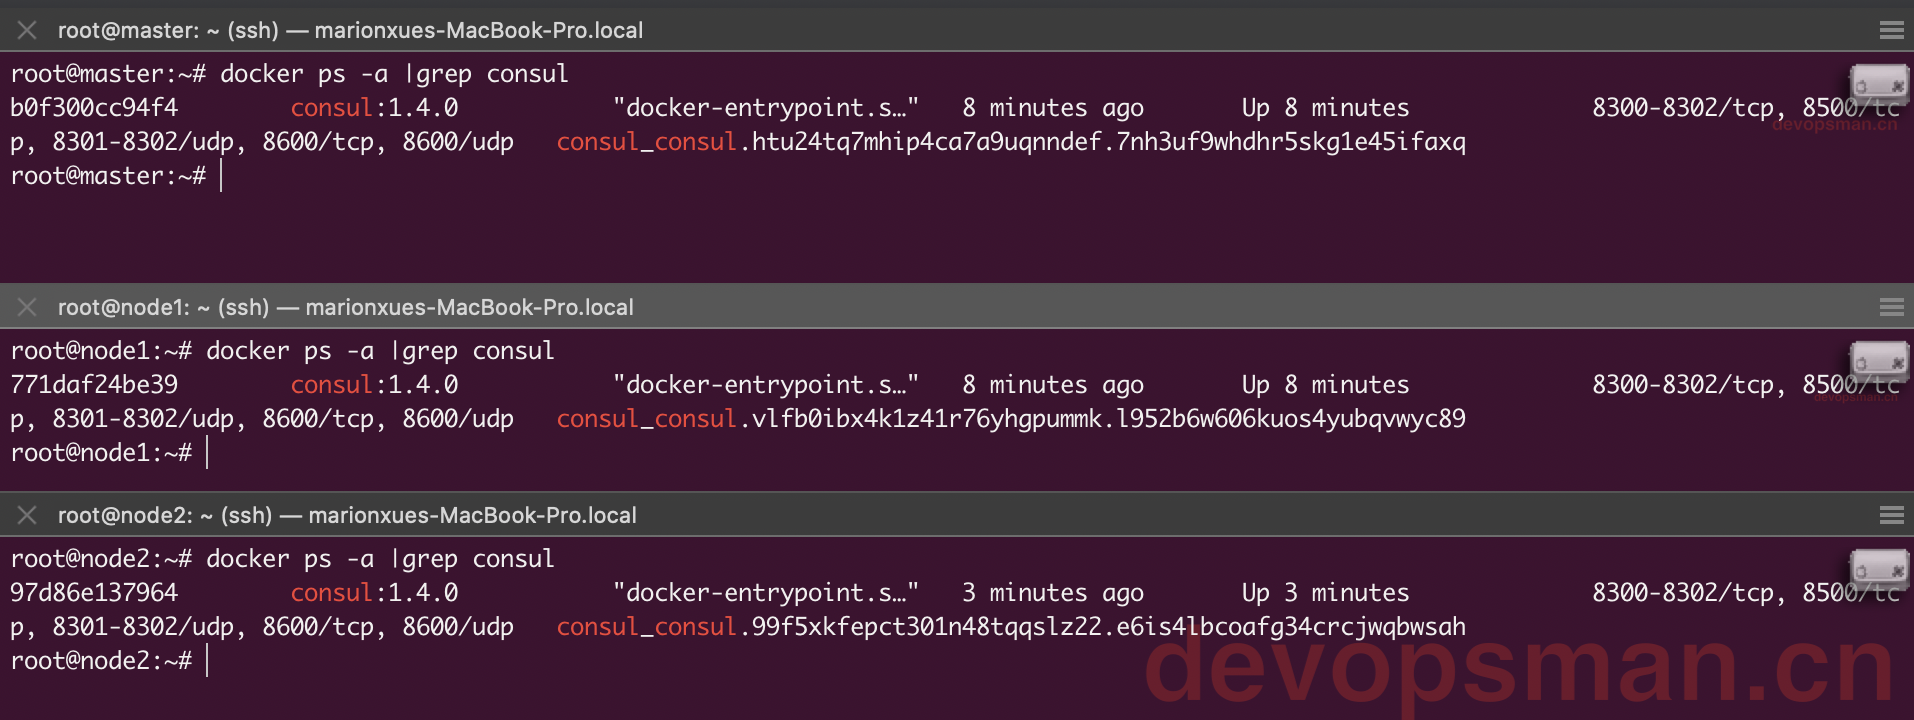 root@master: ~ (ssh) — marionxues-MacBook-Pro.local
root@master:~# docker ps -a |grep consul
b0f300cc94f4        consul:1.4.0           "docker-entrypoint.s…"   8 minutes ago       Up 8 minutes             8300-8302/tcp, 8500/tc
devopsman.cn
p, 8301-8302/udp, 8600/tcp, 8600/udp   consul_consul.htu24tq7mhip4ca7a9uqnndef.7nh3uf9whdhr5skg1e45ifaxq
root@master:~#
root@node1: ~ (ssh) — marionxues-MacBook-Pro.local
root@node1:~# docker ps -a |grep consul
771daf24be39        consul:1.4.0           "docker-entrypoint.s…"   8 minutes ago       Up 8 minutes             8300-8302/tcp, 8500/tc
devopsman.cn
p, 8301-8302/udp, 8600/tcp, 8600/udp   consul_consul.vlfb0ibx4k1z41r76yhgpummk.l952b6w606kuos4yubqvwyc89
root@node1:~#
root@node2: ~ (ssh) — marionxues-MacBook-Pro.local
root@node2:~# docker ps -a |grep consul
97d86e137964        consul:1.4.0           "docker-entrypoint.s…"   3 minutes ago       Up 3 minutes             8300-8302/tcp, 8500/tc
p, 8301-8302/udp, 8600/tcp, 8600/udp   consul_consul.99f5xkfepct301n48tqqslz22.e6is4lbcoafg34crcjwqbwsah
root@node2:~#
devopsman.cn